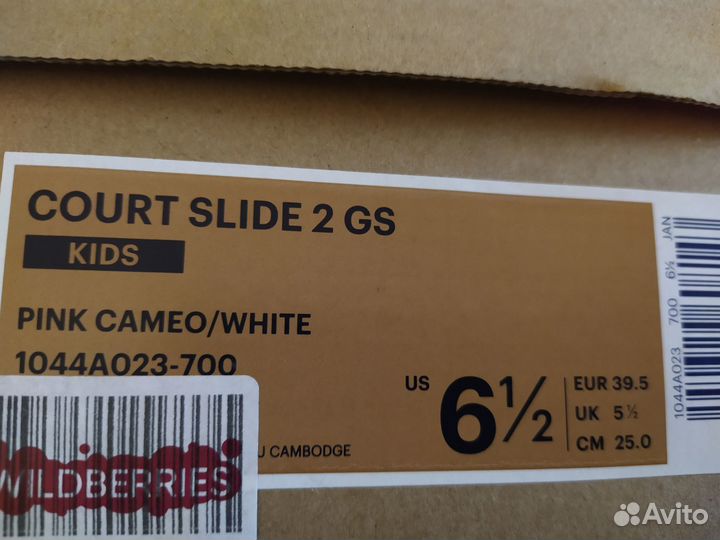 COURT SLIDE 2 GS
KIDS
PINK CAMEO/WHITE
1044A023-700
US 6½
EUR 39.5
UK 5½
CM 25.0
CAMBODGE
WILDBERRIES
1044A023 700 6½ JAN
Avito